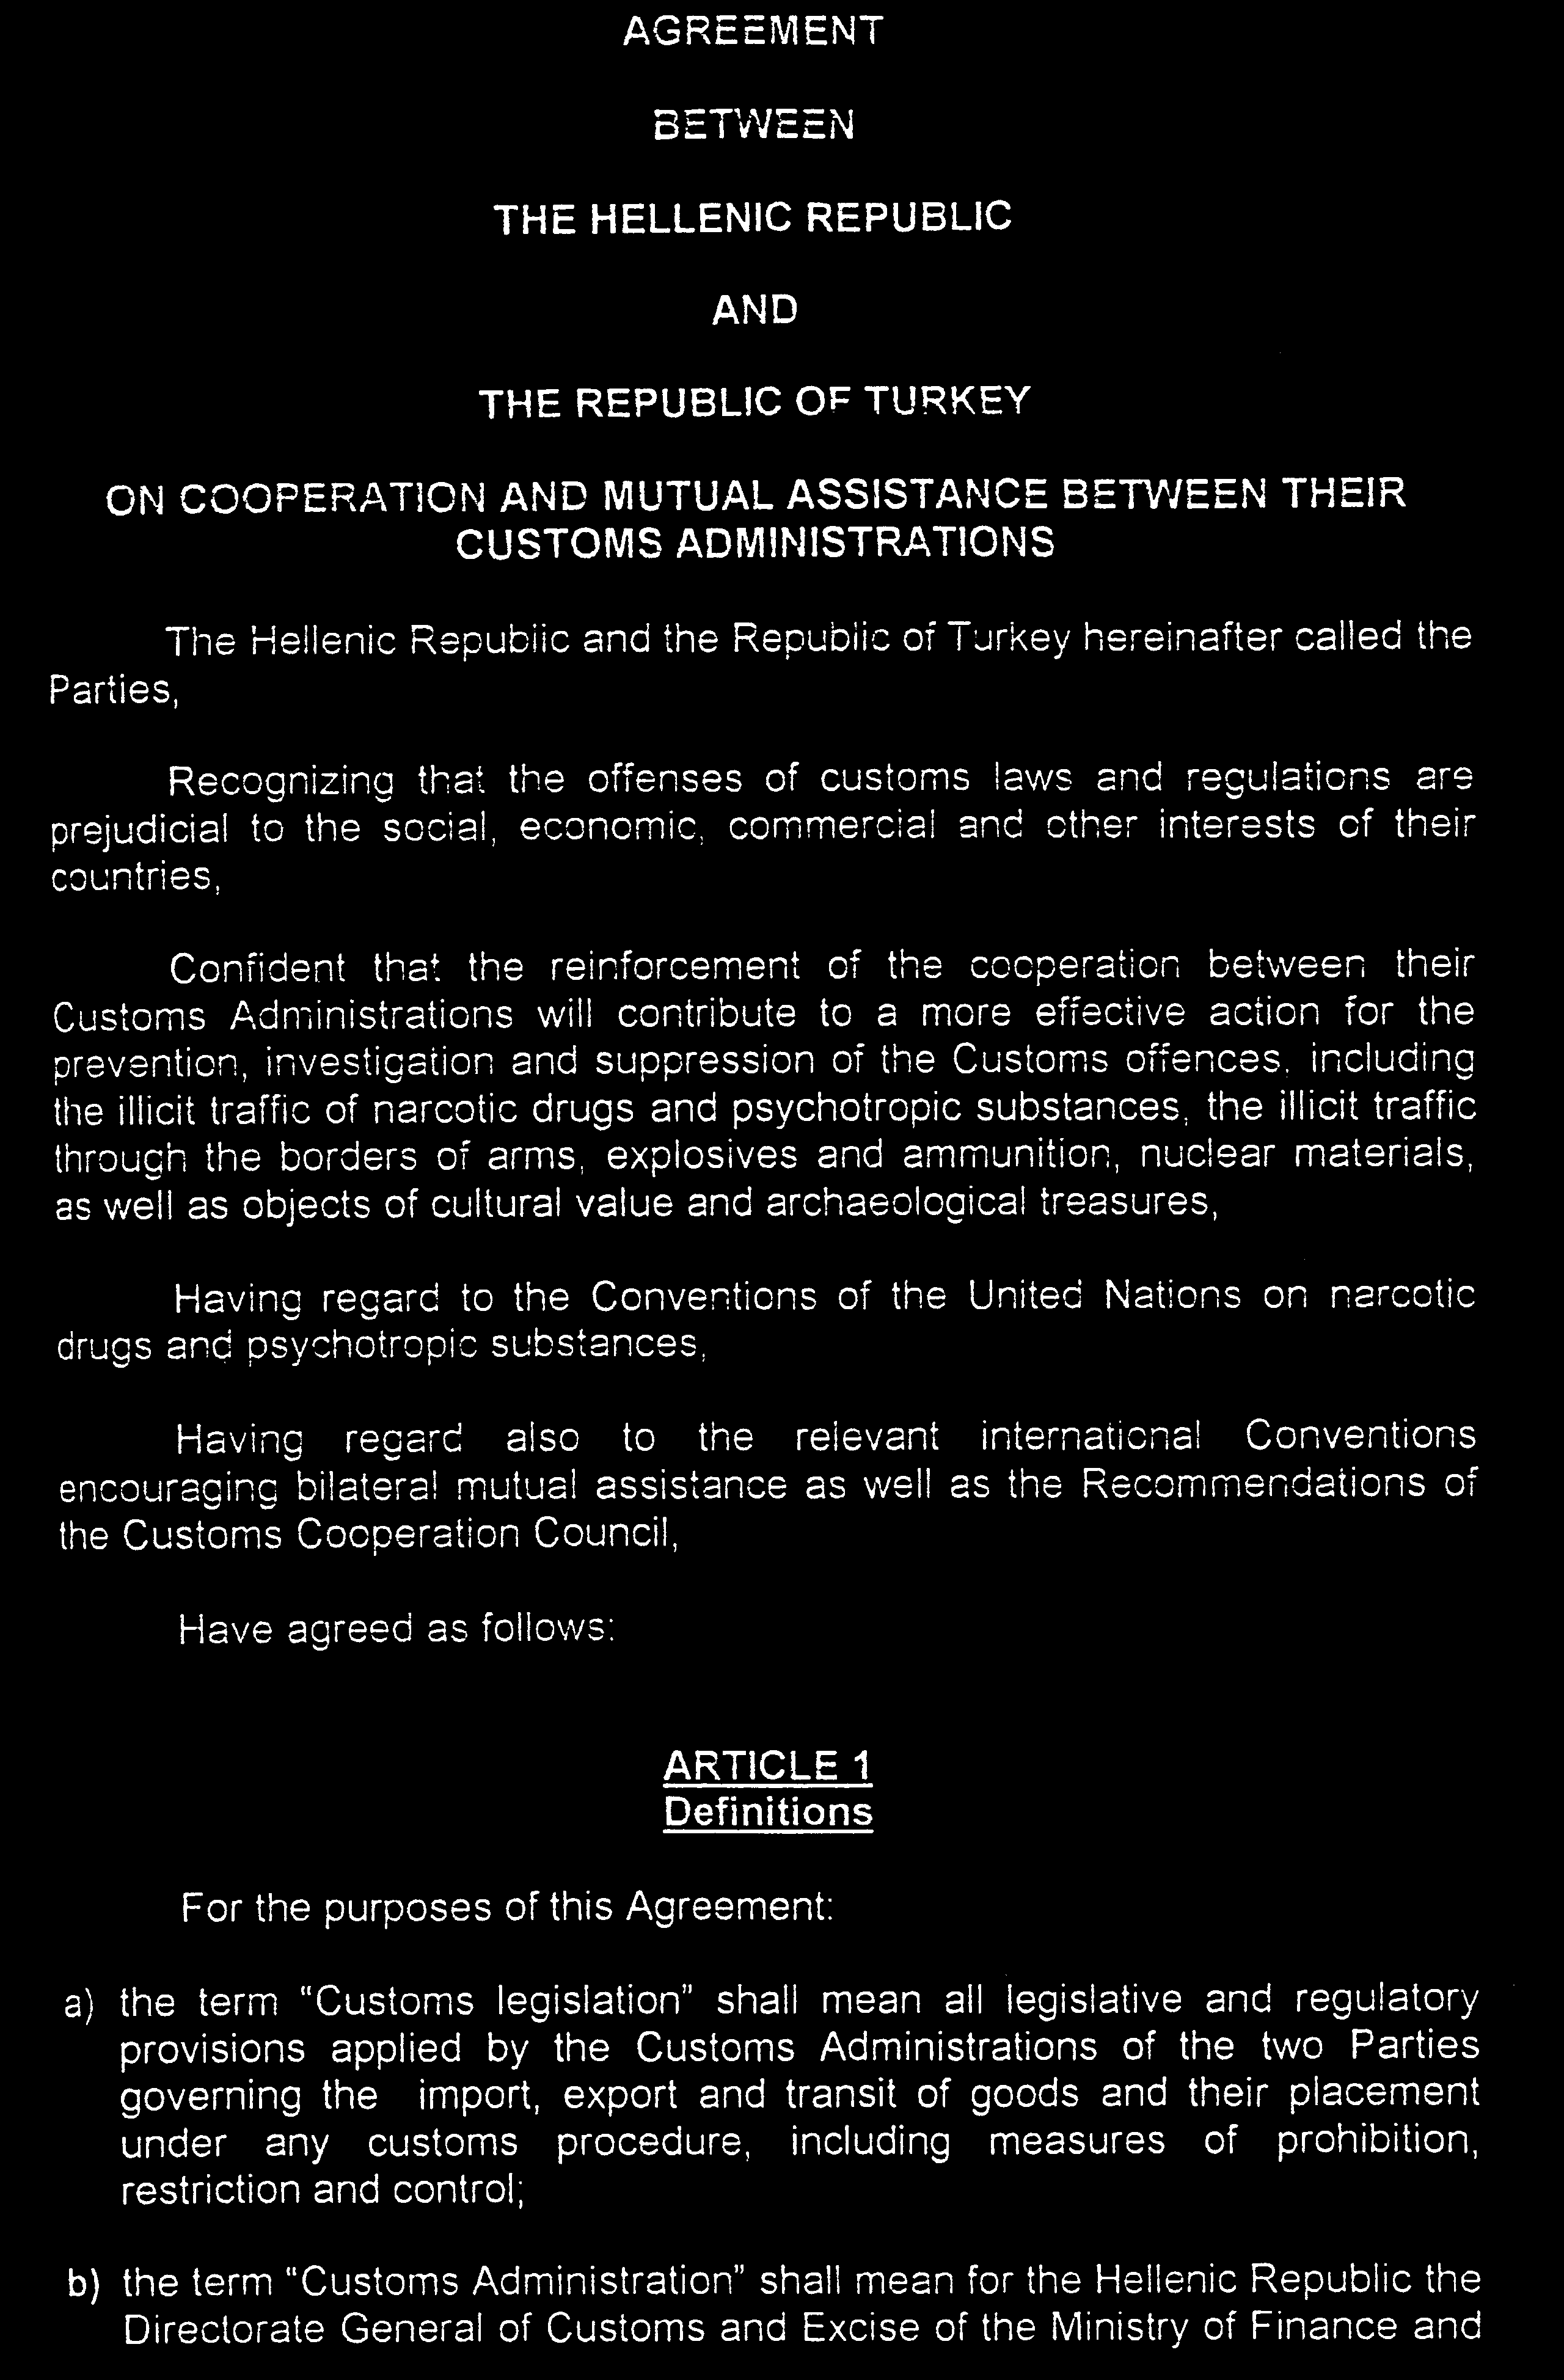 AGREEMENT
BETWEEN
THE HELLENIC REPUBLIC
AND
THE REPUBLIC OF TURKEY
ON COOPERATION AND MUTUAL ASSISTANCE BETWEEN THEIR
CUSTOMS ADMINISTRATIONS
The Hellenic Republic and the Republic of Turkey hereinafter called the
Parties,
Recognizing that the offenses of customs laws and regulations are
prejudicial to the social, economic, commercial and other interests of their
countries,
Confident that the reinforcement of the cooperation between their
Customs Administrations will contribute to a more effective action for the
prevention, investigation and suppression of the Customs offences, including
the illicit traffic of narcotic drugs and psychotropic substances, the illicit traffic
through the borders of arms, explosives and ammunition, nuclear materials,
as well as objects of cultural value and archaeological treasures,
Having regard to the Conventions of the United Nations on narcotic
drugs and psychotropic substances,
Having regard also to the relevant international Conventions
encouraging bilateral mutual assistance as well as the Recommendations of
the Customs Cooperation Council,
Have agreed as follows:
ARTICLE 1
Definitions
For the purposes of this Agreement:
a) the term "Customs legislation" shall mean all legislative and regulatory
provisions applied by the Customs Administrations of the two Parties
governing the import, export and transit of goods and their placement
under any customs procedure, including measures of prohibition,
restriction and control;
b) the term "Customs Administration" shall mean for the Hellenic Republic the
Directorate General of Customs and Excise of the Ministry of Finance and